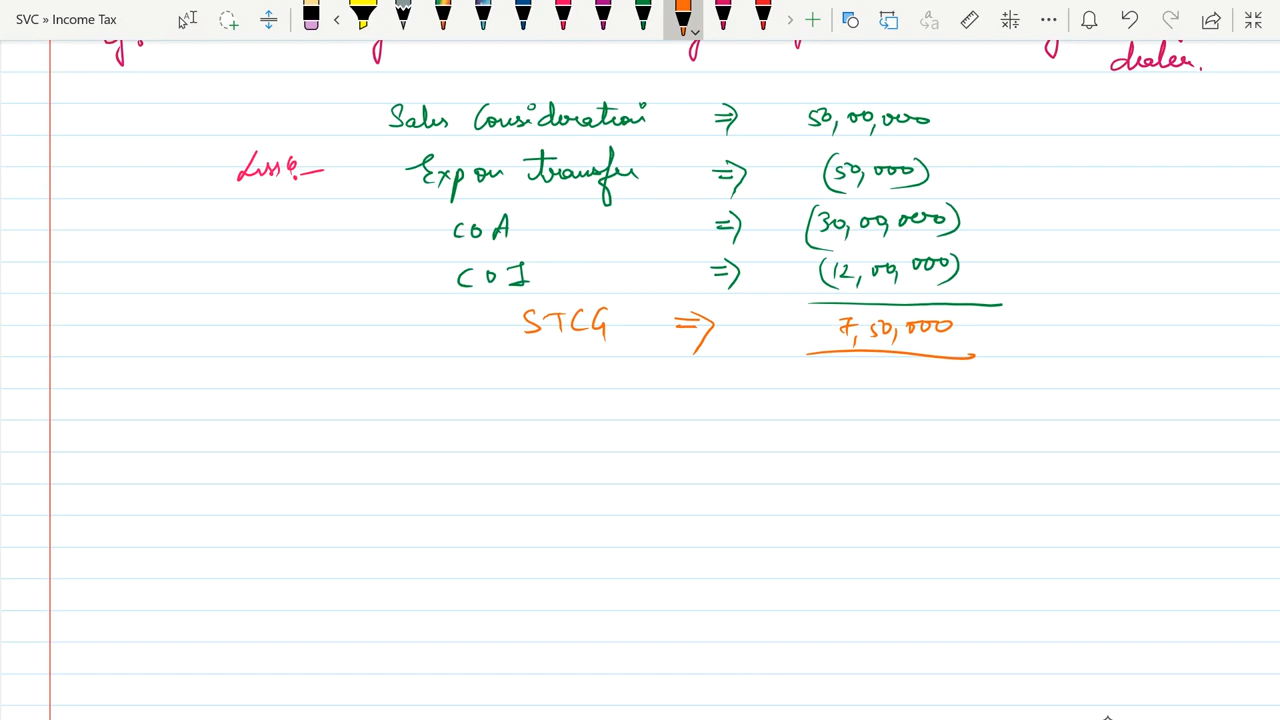 SVC » Income Tax
dealer.
Sales Consideration ⇒ 50,00,000
Less:- Exp on transfer ⇒ (50,000)
COA ⇒ (30,00,000)
COI ⇒ (12,00,000)
STCG ⇒ 7,50,000